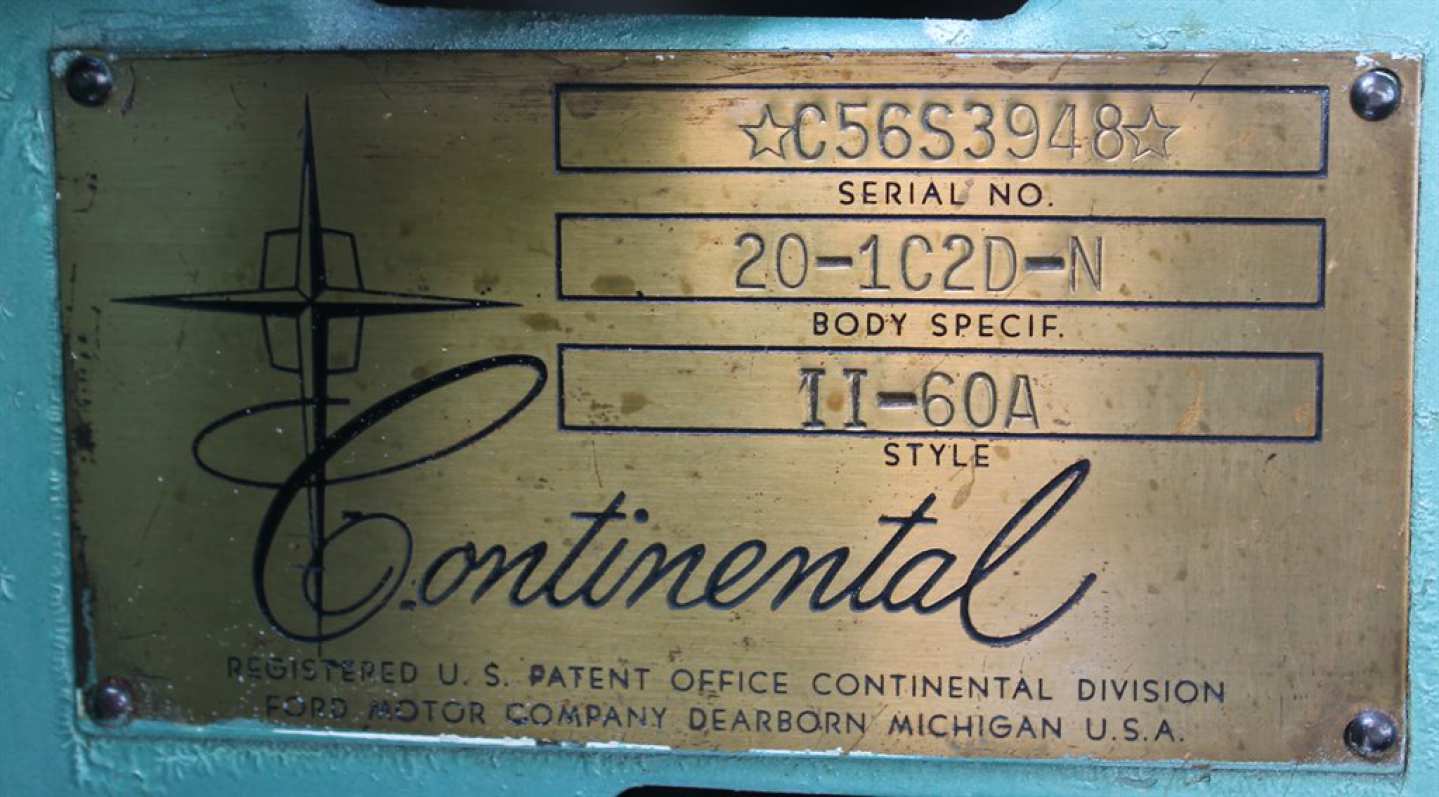 ☆C56S3948☆
SERIAL NO.
20-1C2D-N
BODY SPECIF.
II-60A
STYLE
Continental
REGISTERED U. S. PATENT OFFICE CONTINENTAL DIVISION
FORD MOTOR COMPANY DEARBORN MICHIGAN U.S.A.